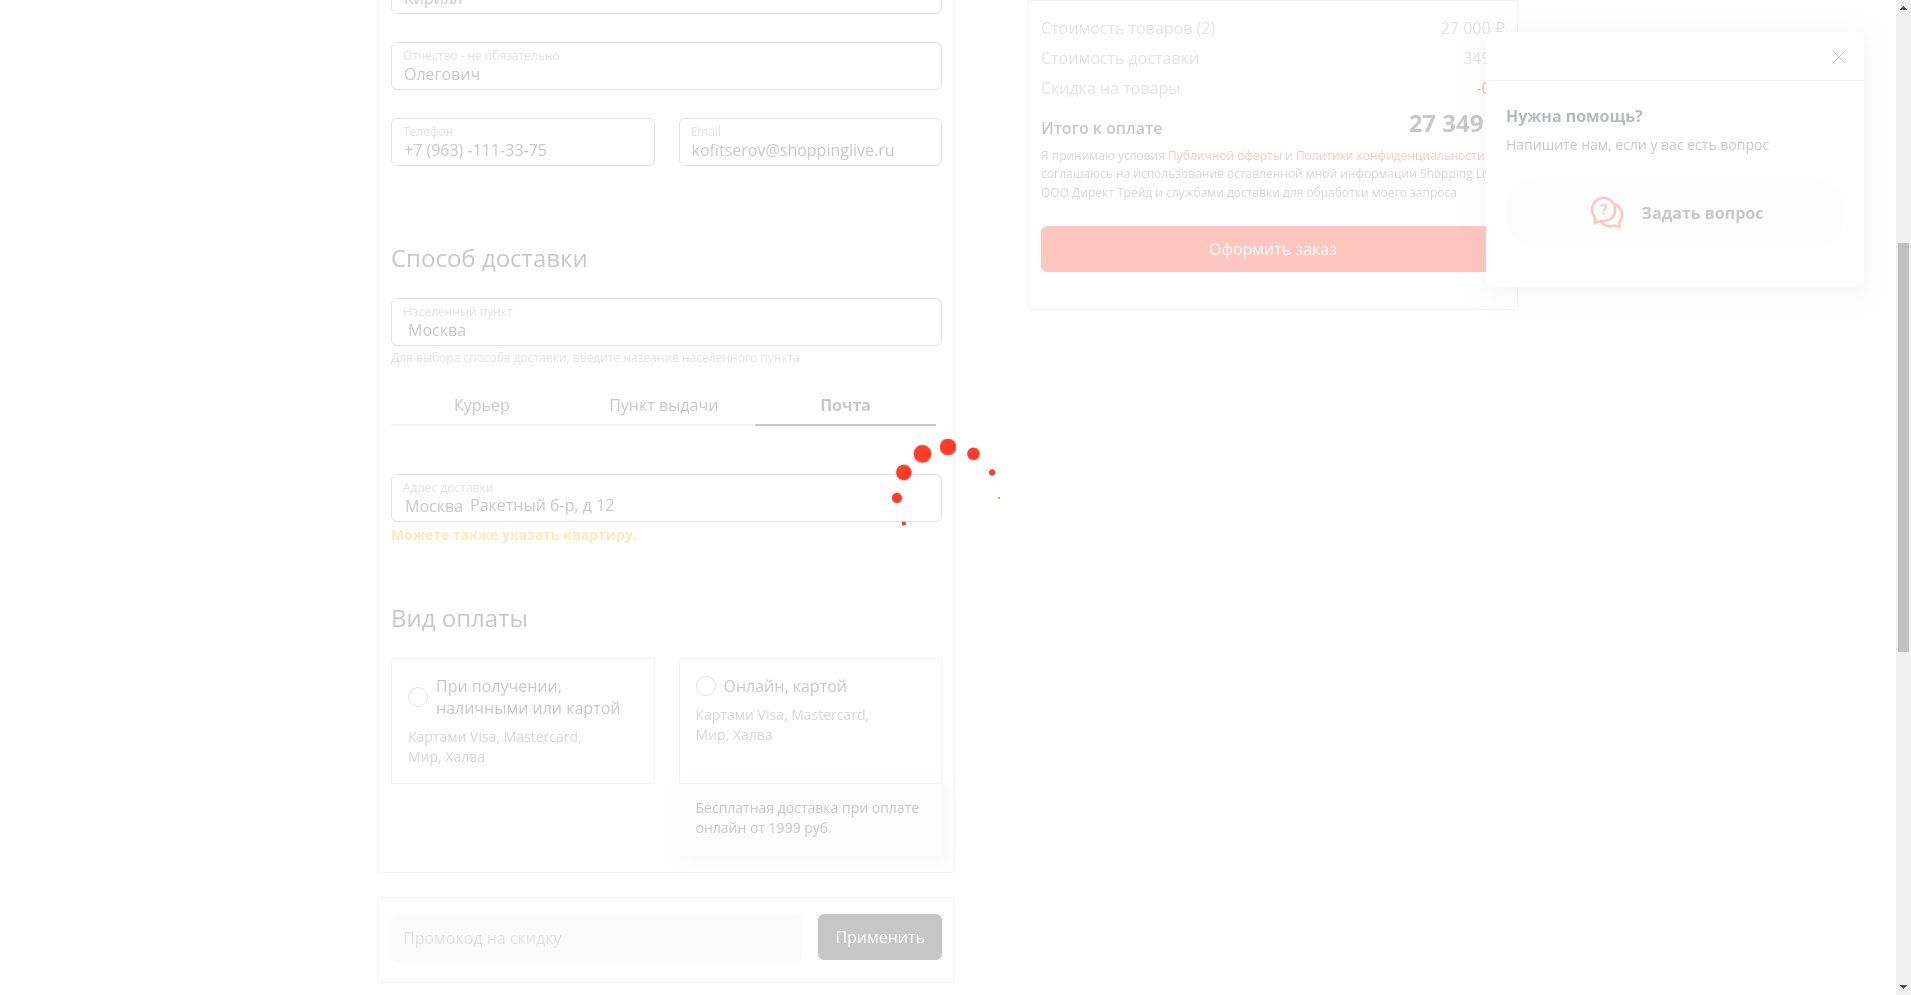 Кирилл
Отчество - не обязательно
Олегович
Телефон
+7 (963) -111-33-75
Email
kofitserov@shoppinglive.ru
Способ доставки
Населенный пункт
Москва
Для выбора способа доставки, введите название населенного пункта
Курьер
Пункт выдачи
Почта
Адрес доставки
Москва Ракетный б-р, д 12
Можете также указать квартиру.
Вид оплаты
При получении,
наличными или картой
Картами Visa, Mastercard,
Мир, Халва
Онлайн, картой
Картами Visa, Mastercard,
Мир, Халва
Бесплатная доставка при оплате
онлайн от 1999 руб.
Промокод на скидку
Применить
Стоимость товаров (2) 27 000 ₽
Стоимость доставки 349
Скидка на товары -0
Итого к оплате 27 349
Я принимаю условия Публичной оферты и Политики конфиденциальности
соглашаюсь на использование оставленной мной информации Shopping
ООО Директ Трейд и службами доставки для обработки моего запроса
Оформить заказ
Нужна помощь?
Напишите нам, если у вас есть вопрос
Задать вопрос